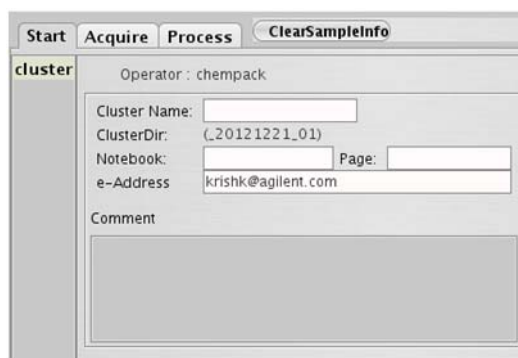 Start Acquire Process ClearSampleInfo
cluster
Operator : chempack
Cluster Name:
ClusterDir: (_20121221_01)
Notebook: Page:
e-Address krishk@agilent.com
Comment